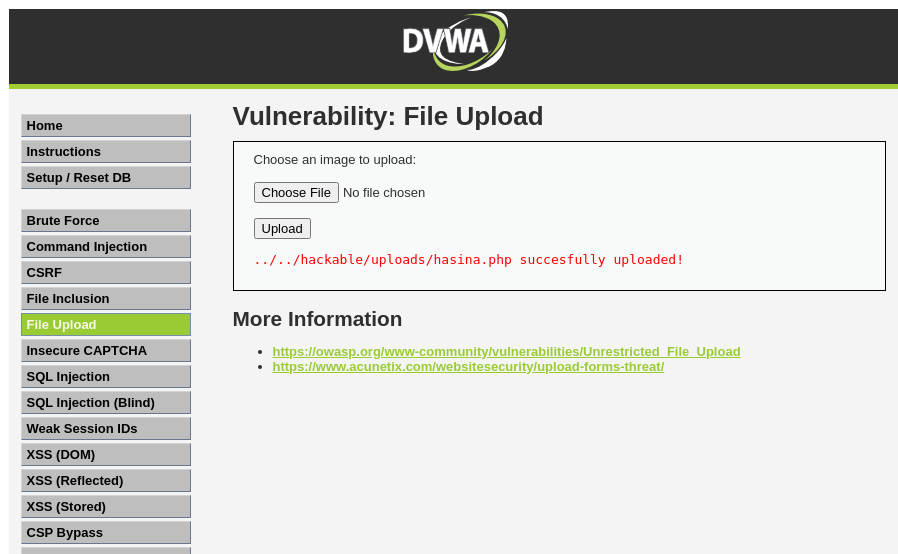 DVWA
Home
Instructions
Setup / Reset DB
Brute Force
Command Injection
CSRF
File Inclusion
File Upload
Insecure CAPTCHA
SQL Injection
SQL Injection (Blind)
Weak Session IDs
XSS (DOM)
XSS (Reflected)
XSS (Stored)
CSP Bypass
Vulnerability: File Upload
Choose an image to upload:
Choose File No file chosen
Upload
../../hackable/uploads/hasina.php succesfully uploaded!
More Information
https://owasp.org/www-community/vulnerabilities/Unrestricted_File_Upload
https://www.acunetix.com/websitesecurity/upload-forms-threat/